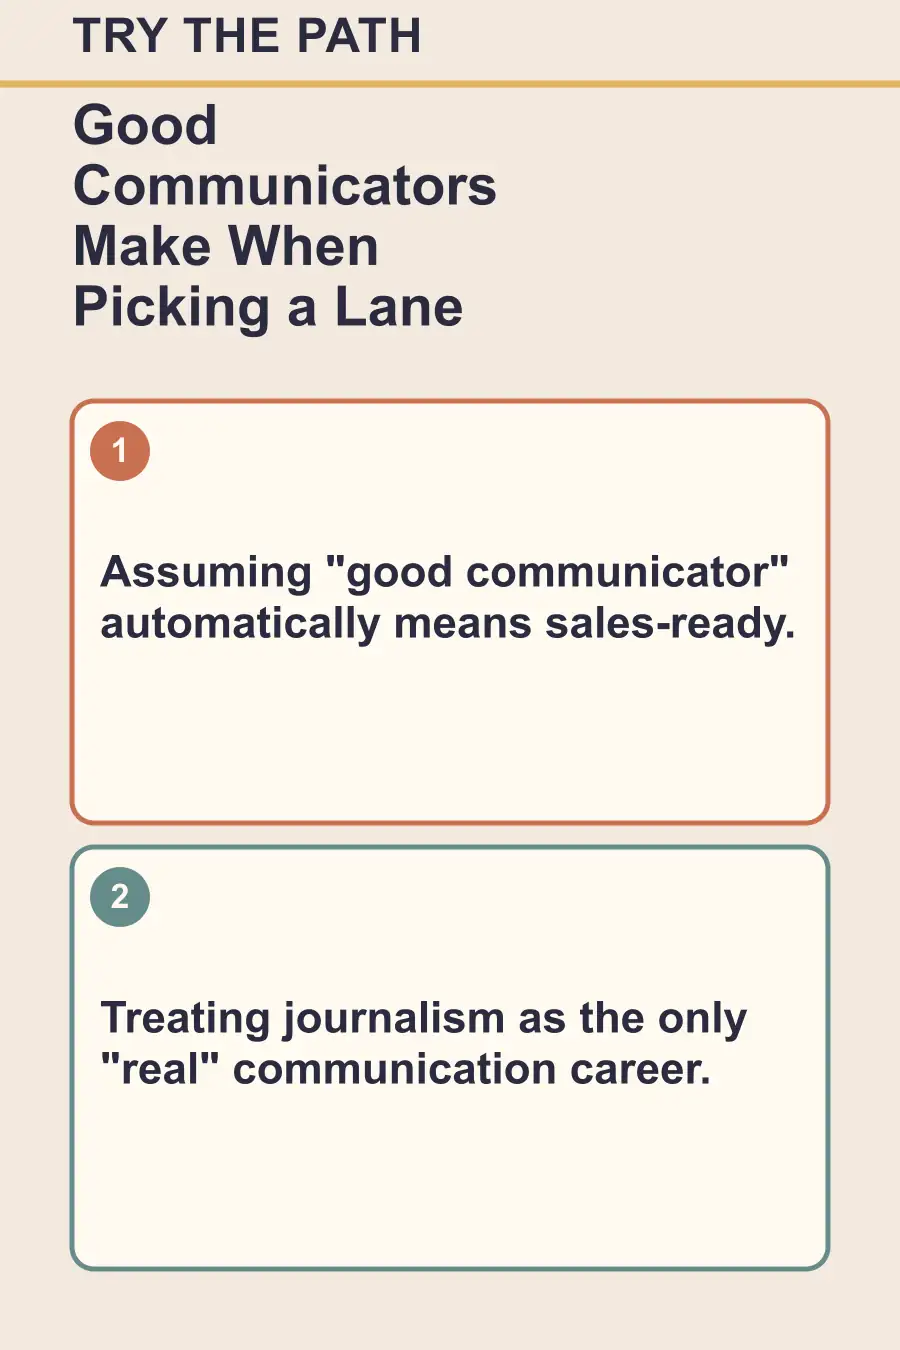 TRY THE PATH
Good
Communicators
Make When
Picking a Lane
1
Assuming "good communicator"
automatically means sales-ready.
2
Treating journalism as the only
"real" communication career.